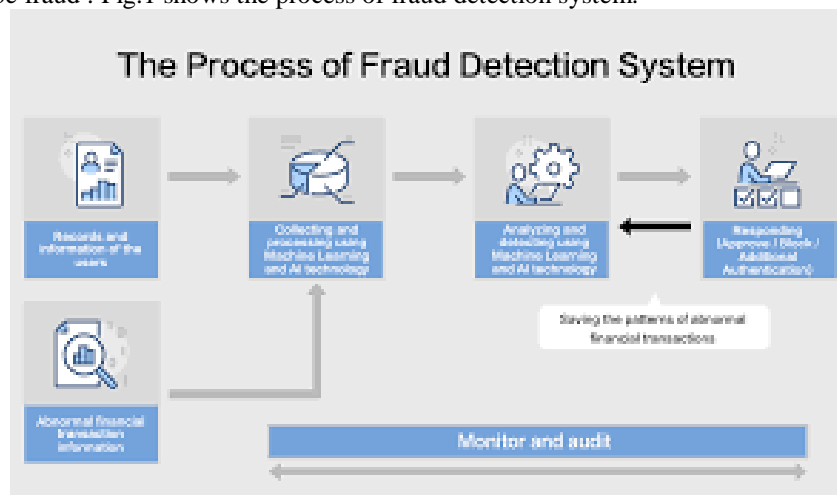 be fraud . Fig.1 shows the process of fraud detection system.
The Process of Fraud Detection System
Records and
information of the
users
Collecting and
processing using
Machine Learning
and AI technology
Analyzing and
detecting using
Machine Learning
and AI technology
Responding
(Approve / Block /
Additional
Authentication)
Saving the patterns of abnormal
financial transactions
Abnormal financial
transaction
information
Monitor and audit